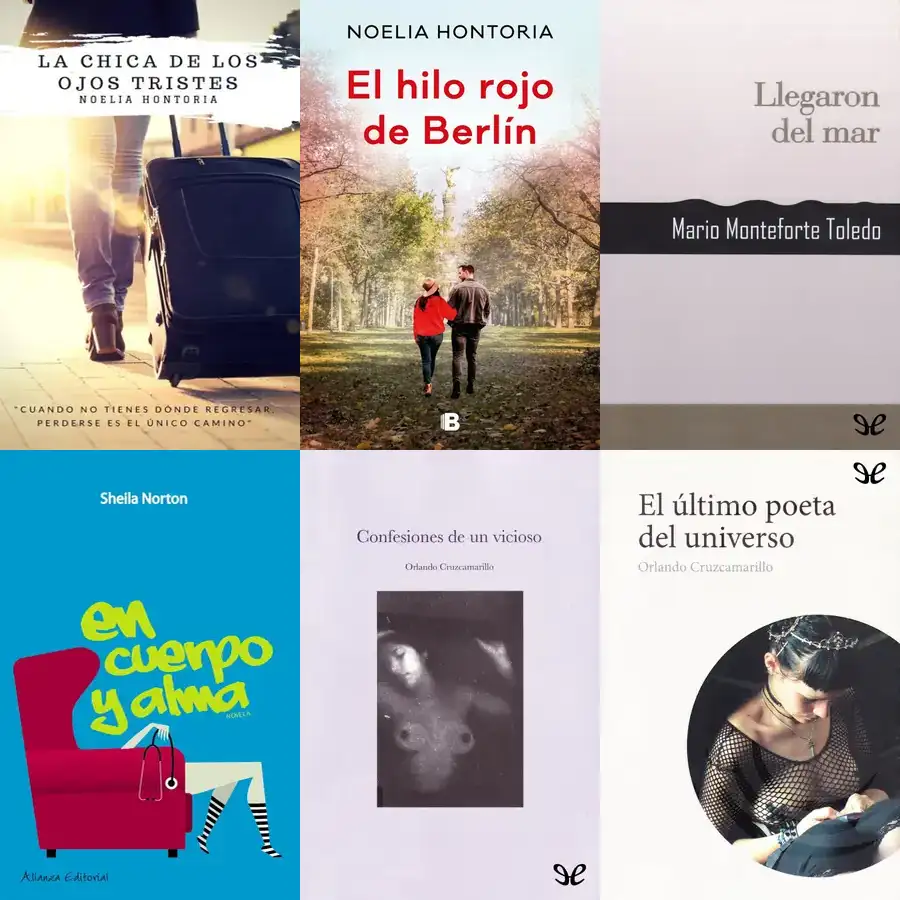 LA CHICA DE LOS
OJOS TRISTES
NOELIA HONTORIA
"CUANDO NO TIENES DÓNDE REGRESAR,
PERDERSE ES EL ÚNICO CAMINO"
NOELIA HONTORIA
El hilo rojo
de Berlín
B
Llegaron
del mar
Mario Monteforte Toledo
Sheila Norton
en
cuerpo
y alma
NOVELA
Alianza Editorial
Confesiones de un vicioso
Orlando Cruzcamarillo
El último poeta
del universo
Orlando Cruzcamarillo